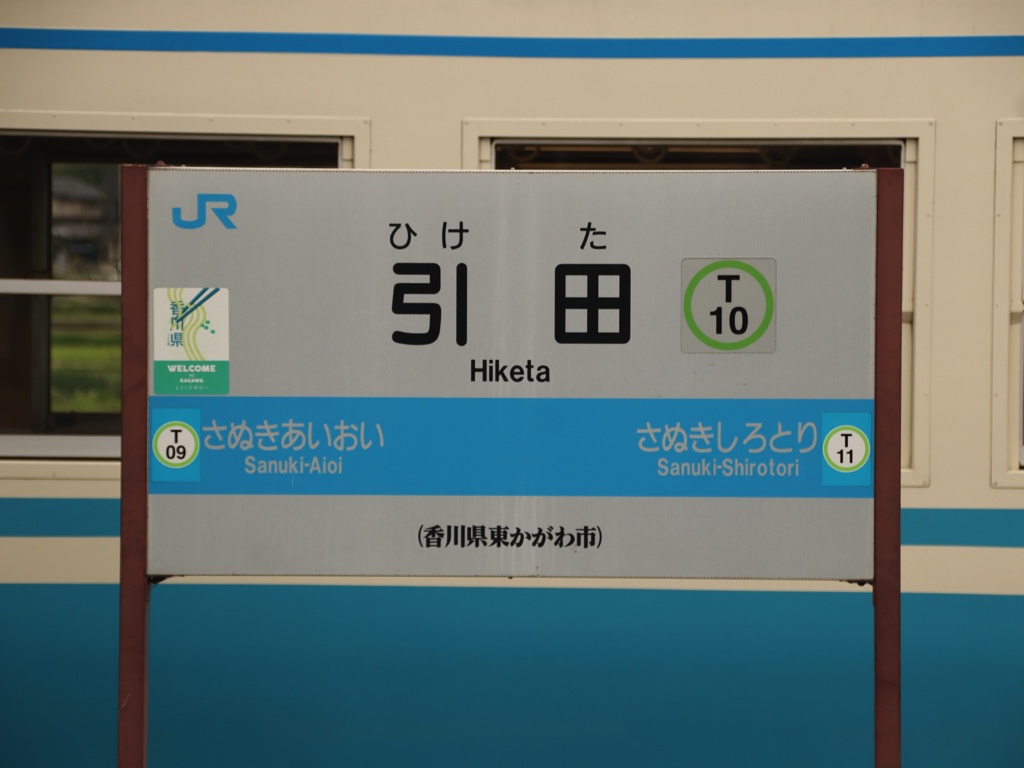 JR
ひけ た
引 田
T
10
Hiketa
香川県
WELCOME
TO
KAGAWA
T
09
さぬきあいおい
Sanuki-Aioi
さぬきしろとり
Sanuki-Shirotori
T
11
(香川県東かがわ市)